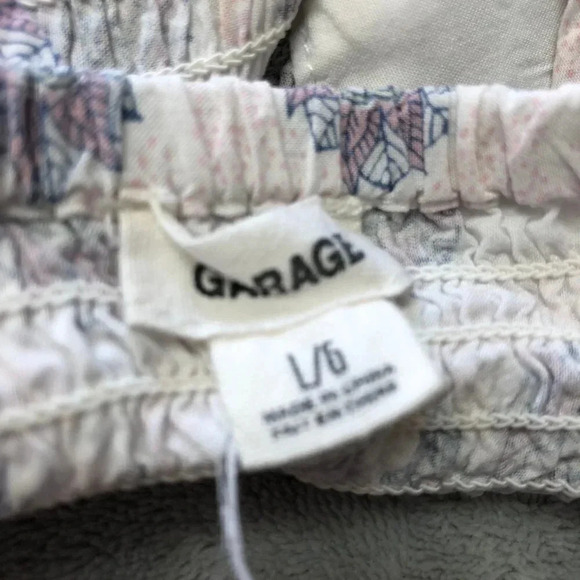 GARAGE
L/G
MADE IN CHINA
FAIT EN CHINE